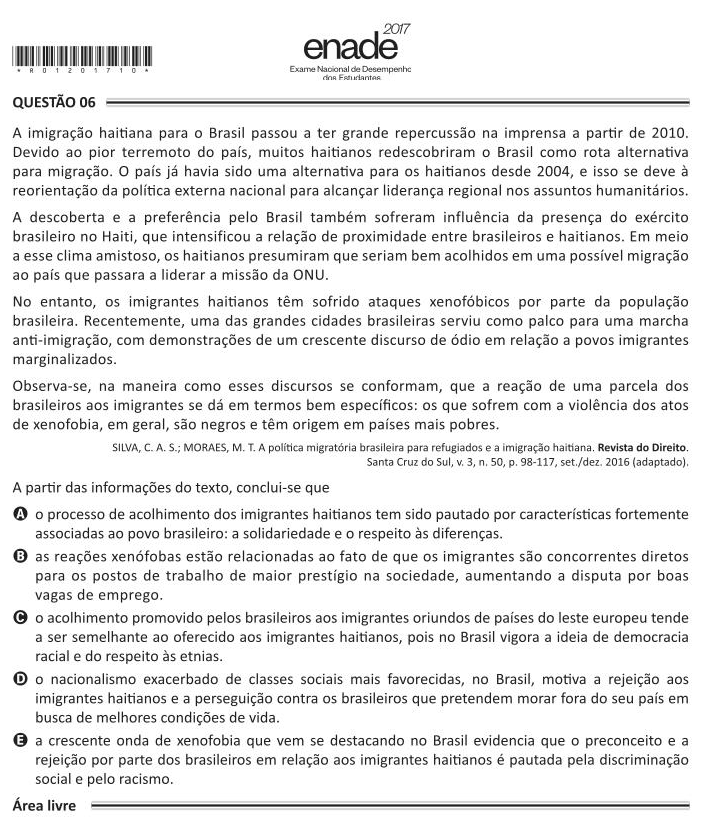 *R01201710*
enade2017
Exame Nacional de Desempenho
dos Estudantes
QUESTÃO 06
A imigração haitiana para o Brasil passou a ter grande repercussão na imprensa a partir de 2010.
Devido ao pior terremoto do país, muitos haitianos redescobriram o Brasil como rota alternativa
para migração. O país já havia sido uma alternativa para os haitianos desde 2004, e isso se deve à
reorientação da política externa nacional para alcançar liderança regional nos assuntos humanitários.
A descoberta e a preferência pelo Brasil também sofreram influência da presença do exército
brasileiro no Haiti, que intensificou a relação de proximidade entre brasileiros e haitianos. Em meio
a esse clima amistoso, os haitianos presumiram que seriam bem acolhidos em uma possível migração
ao país que passara a liderar a missão da ONU.
No entanto, os imigrantes haitianos têm sofrido ataques xenofóbicos por parte da população
brasileira. Recentemente, uma das grandes cidades brasileiras serviu como palco para uma marcha
anti-imigração, com demonstrações de um crescente discurso de ódio em relação a povos imigrantes
marginalizados.
Observa-se, na maneira como esses discursos se conformam, que a reação de uma parcela dos
brasileiros aos imigrantes se dá em termos bem específicos: os que sofrem com a violência dos atos
de xenofobia, em geral, são negros e têm origem em países mais pobres.
SILVA, C. A. S.; MORAES, M. T. A política migratória brasileira para refugiados e a imigração haitiana. Revista do Direito.
Santa Cruz do Sul, v. 3, n. 50, p. 98-117, set./dez. 2016 (adaptado).
A partir das informações do texto, conclui-se que
A o processo de acolhimento dos imigrantes haitianos tem sido pautado por características fortemente
associadas ao povo brasileiro: a solidariedade e o respeito às diferenças.
B as reações xenófobas estão relacionadas ao fato de que os imigrantes são concorrentes diretos
para os postos de trabalho de maior prestígio na sociedade, aumentando a disputa por boas
vagas de emprego.
C o acolhimento promovido pelos brasileiros aos imigrantes oriundos de países do leste europeu tende
a ser semelhante ao oferecido aos imigrantes haitianos, pois no Brasil vigora a ideia de democracia
racial e do respeito às etnias.
D o nacionalismo exacerbado de classes sociais mais favorecidas, no Brasil, motiva a rejeição aos
imigrantes haitianos e a perseguição contra os brasileiros que pretendem morar fora do seu país em
busca de melhores condições de vida.
E a crescente onda de xenofobia que vem se destacando no Brasil evidencia que o preconceito e a
rejeição por parte dos brasileiros em relação aos imigrantes haitianos é pautada pela discriminação
social e pelo racismo.
Área livre